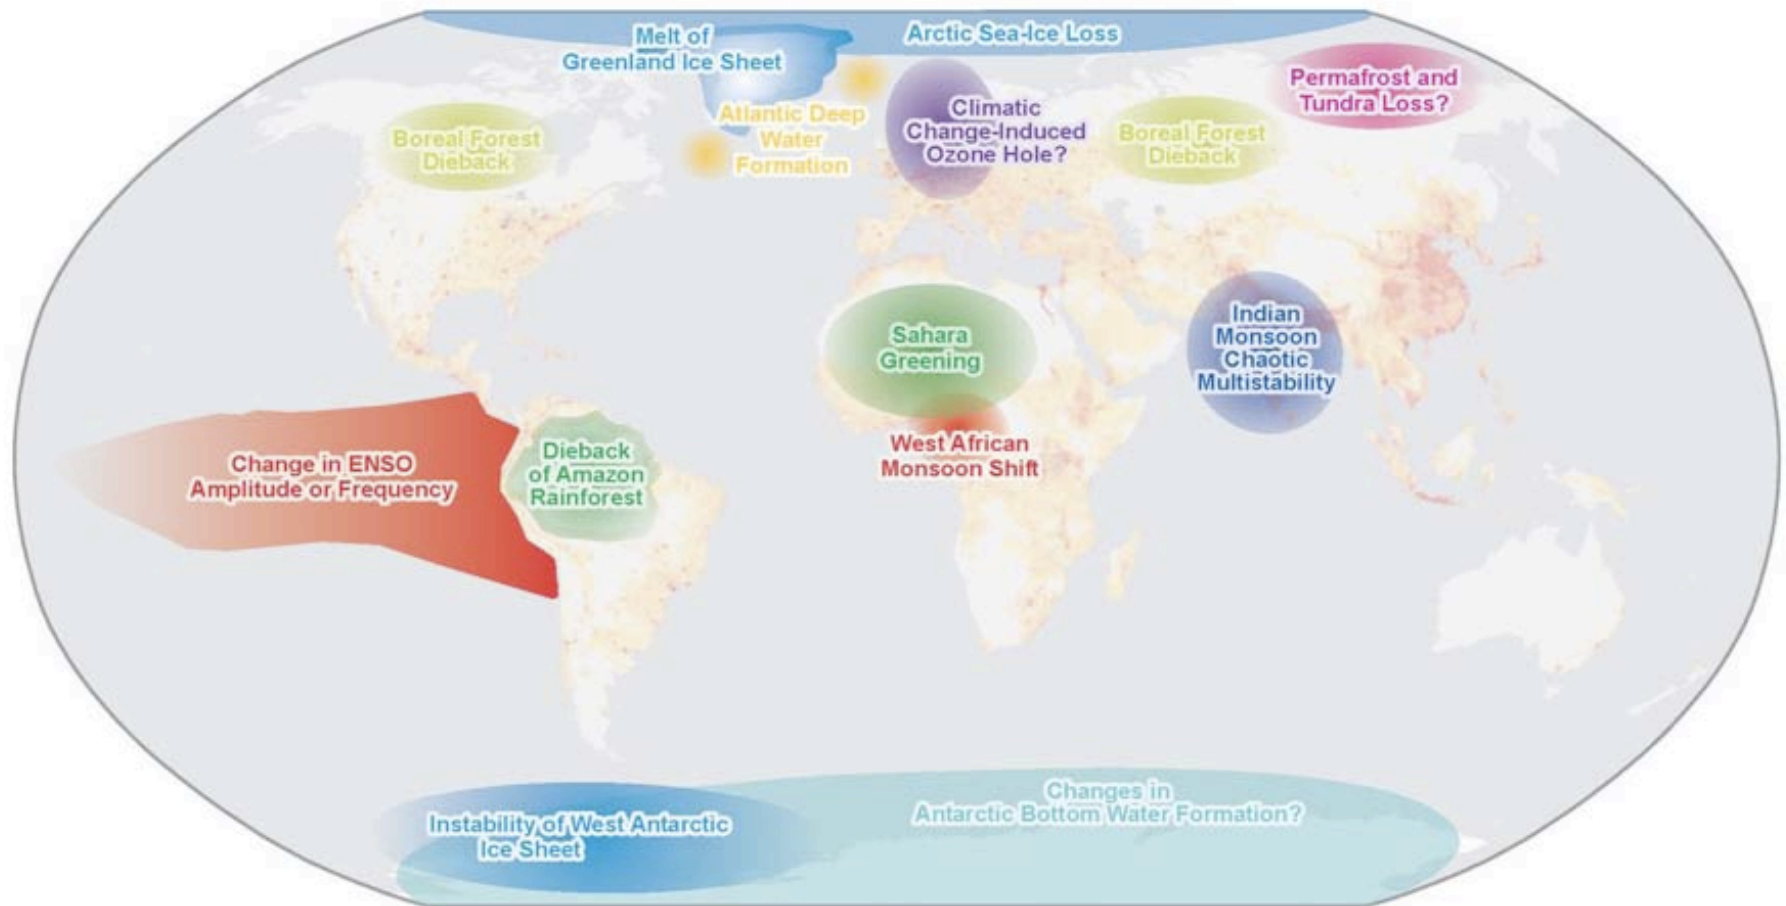 Melt of
Greenland Ice Sheet
Arctic Sea-Ice Loss
Permafrost and
Tundra Loss?
Atlantic Deep
Water
Formation
Climatic
Change-Induced
Ozone Hole?
Boreal Forest
Dieback
Boreal Forest
Dieback
Sahara
Greening
Indian
Monsoon
Chaotic
Multistability
West African
Monsoon Shift
Change in ENSO
Amplitude or Frequency
Dieback
of Amazon
Rainforest
Instability of West Antarctic
Ice Sheet
Changes in
Antarctic Bottom Water Formation?